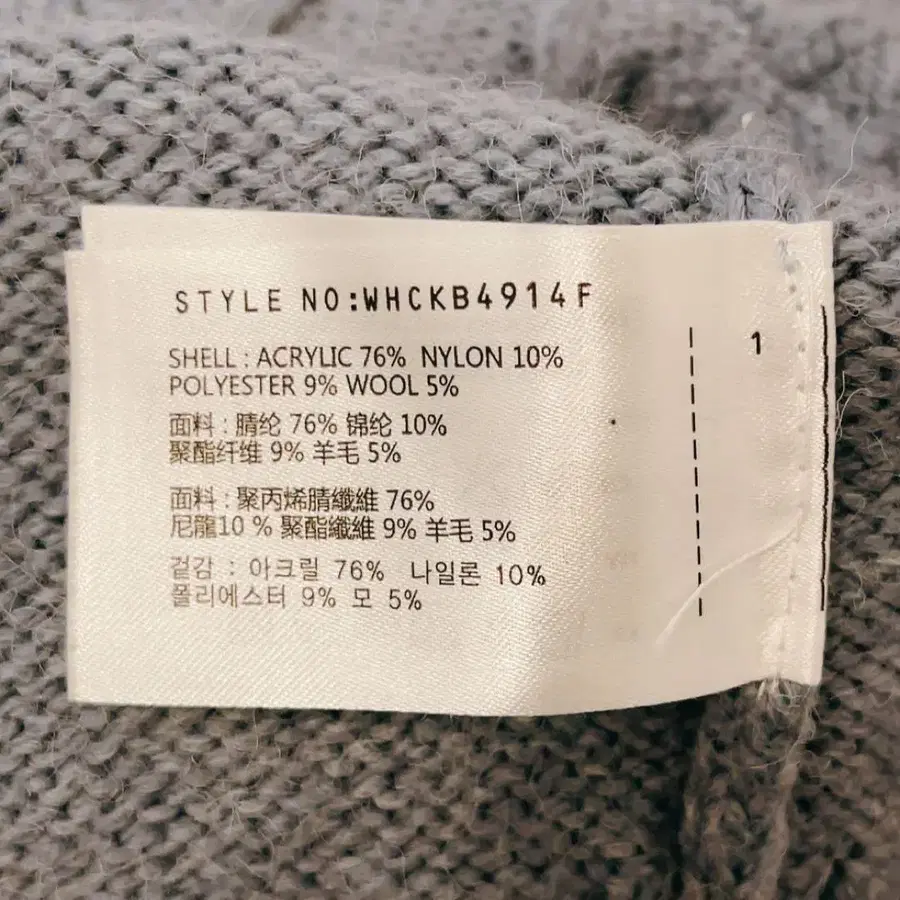 STYLE NO:WHCKB4914F
1
SHELL : ACRYLIC 76% NYLON 10%
POLYESTER 9% WOOL 5%
面料 : 腈纶 76% 锦纶 10%
聚酯纤维 9% 羊毛 5%
面料 : 聚丙烯腈纖維 76%
尼龍10 % 聚酯纖維 9% 羊毛 5%
겉감 : 아크릴 76% 나일론 10%
폴리에스터 9% 모 5%